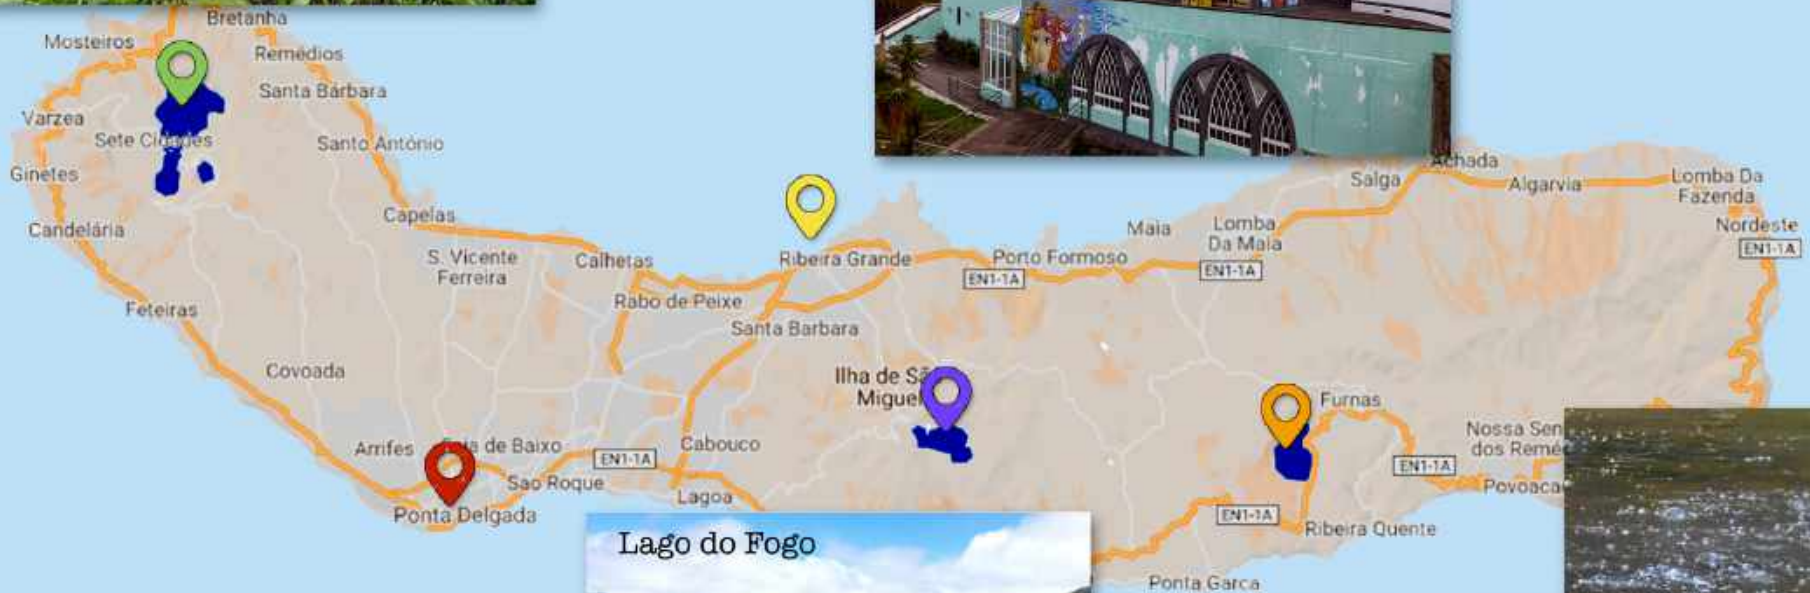 Bretanha
Mosteiros
Remédios
Santa Bárbara
Varzea
Sete Cidades
Santo António
Ginetes
Candelária
Capelas
S. Vicente
Ferreira
Calhetas
Feteiras
Rabo de Peixe
Ribeira Grande
Santa Barbara
Covoada
Porto Formoso
EN1-1A
Maia
Lomba
Da Maia
EN1-1A
Salga
Achada
Algarvia
Lomba Da
Fazenda
Nordeste
EN1-1A
Ilha de Sã
Miguel
Furnas
Arrifes
de Baixo
EN1-1A
Cabouco
Sao Roque
Lagoa
Ponta Delgada
Nossa Sen
dos Remé
EN1-1A
Povoaca
EN1-1A
Ribeira Quente
Ponta Garca
Lago do Fogo